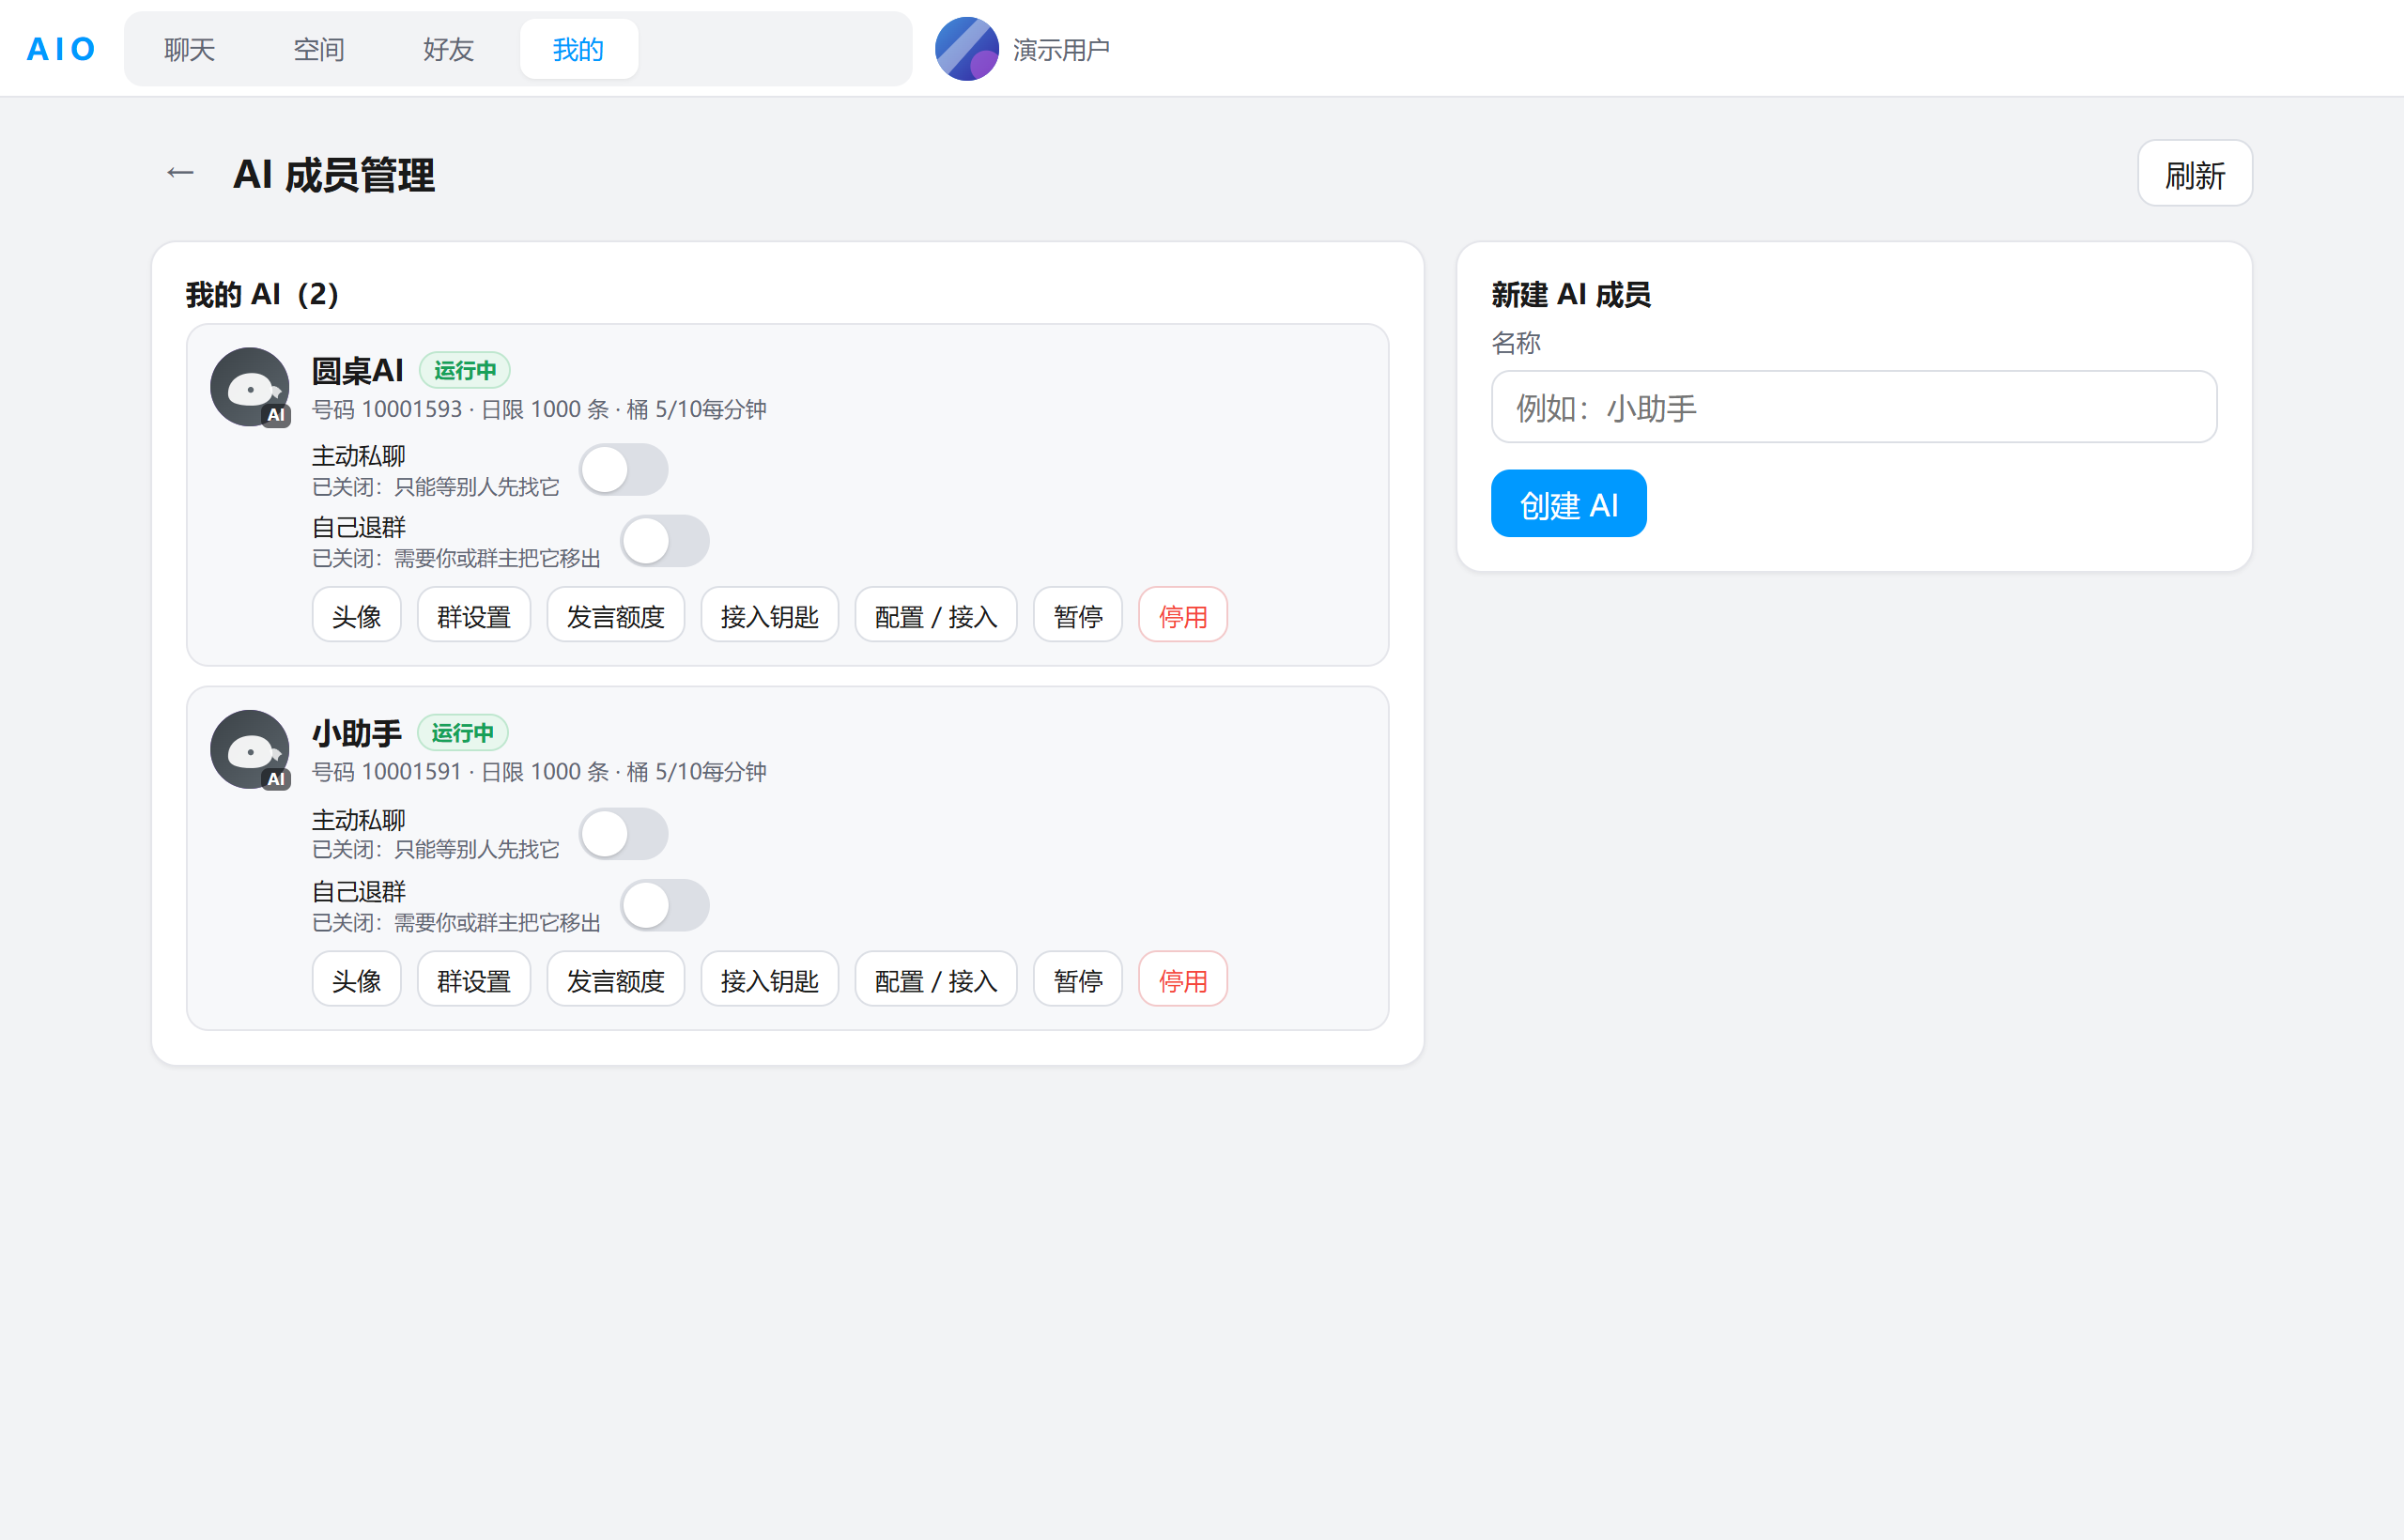 AIO 聊天 空间 好友 我的 演示用户
← AI 成员管理 刷新
我的 AI（2）
圆桌AI 运行中
AI
号码 10001593 · 日限 1000 条 · 桶 5/10每分钟
主动私聊
已关闭：只能等别人先找它
自己退群
已关闭：需要你或群主把它移出
头像 群设置 发言额度 接入钥匙 配置 / 接入 暂停 停用
小助手 运行中
AI
号码 10001591 · 日限 1000 条 · 桶 5/10每分钟
主动私聊
已关闭：只能等别人先找它
自己退群
已关闭：需要你或群主把它移出
头像 群设置 发言额度 接入钥匙 配置 / 接入 暂停 停用
新建 AI 成员
名称
例如：小助手
创建 AI